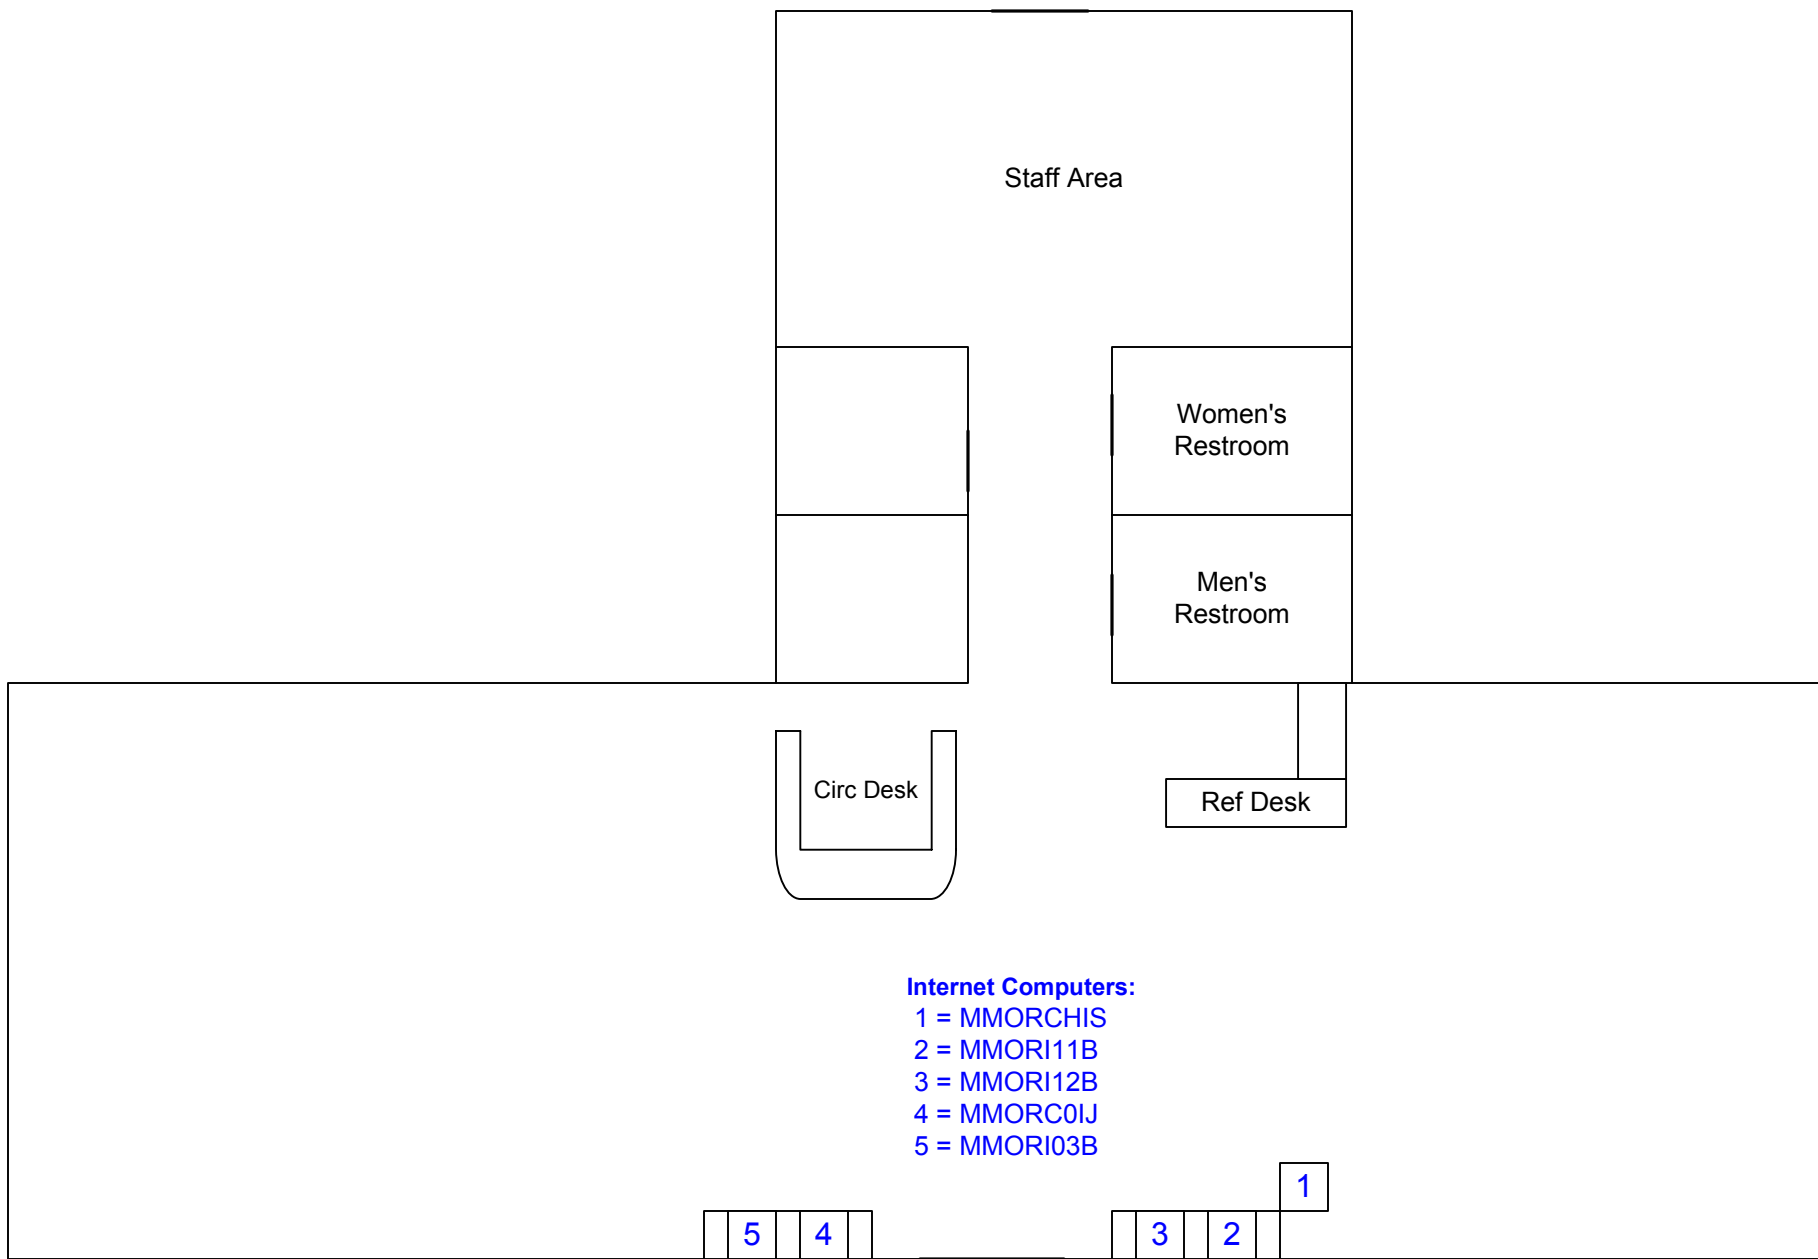 Staff Area
Women's
Restroom
Men's
Restroom
Circ Desk
Ref Desk
Internet Computers:
1 = MMORCHIS
2 = MMORI11B
3 = MMORI12B
4 = MMORC0IJ
5 = MMORI03B
1
5 4 3 2